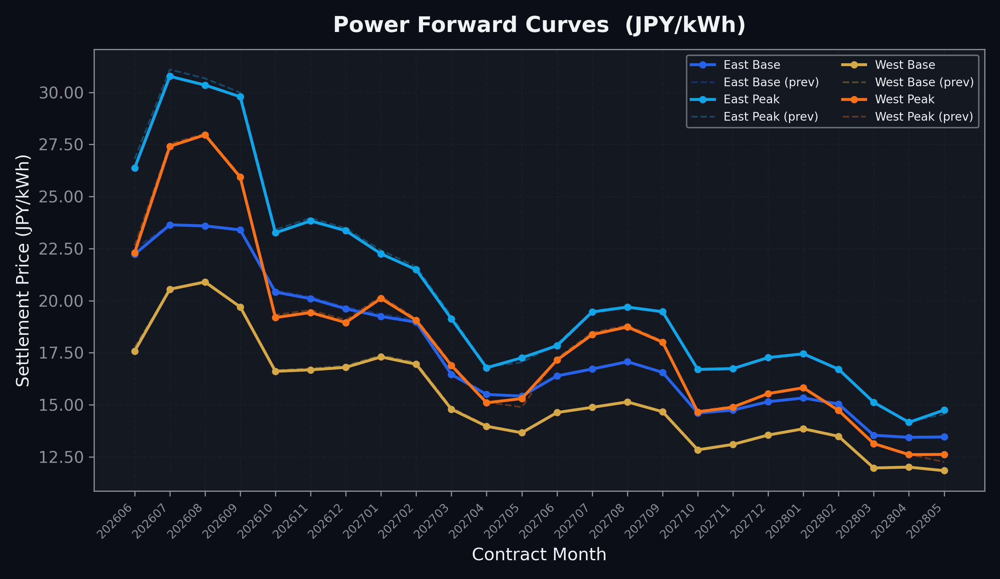 Power Forward Curves (JPY/kWh)
East Base
East Base (prev)
East Peak
East Peak (prev)
West Base
West Base (prev)
West Peak
West Peak (prev)
Settlement Price (JPY/kWh)
30.00
27.50
25.00
22.50
20.00
17.50
15.00
12.50
202606
202607
202608
202609
202610
202611
202612
202701
202702
202703
202704
202705
202706
202707
202708
202709
202710
202711
202712
202801
202802
202803
202804
202805
Contract Month